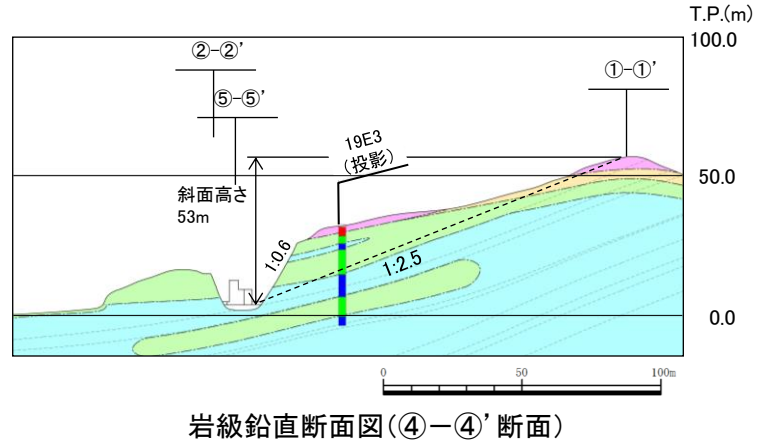 T.P.(m)
100.0
②-②'
⑤-⑤'
①-①'
19E3
(投影)
50.0
斜面高さ
53m
1:0.6
1:2.5
0.0
0 50 100m
岩級鉛直断面図(④-④'断面)